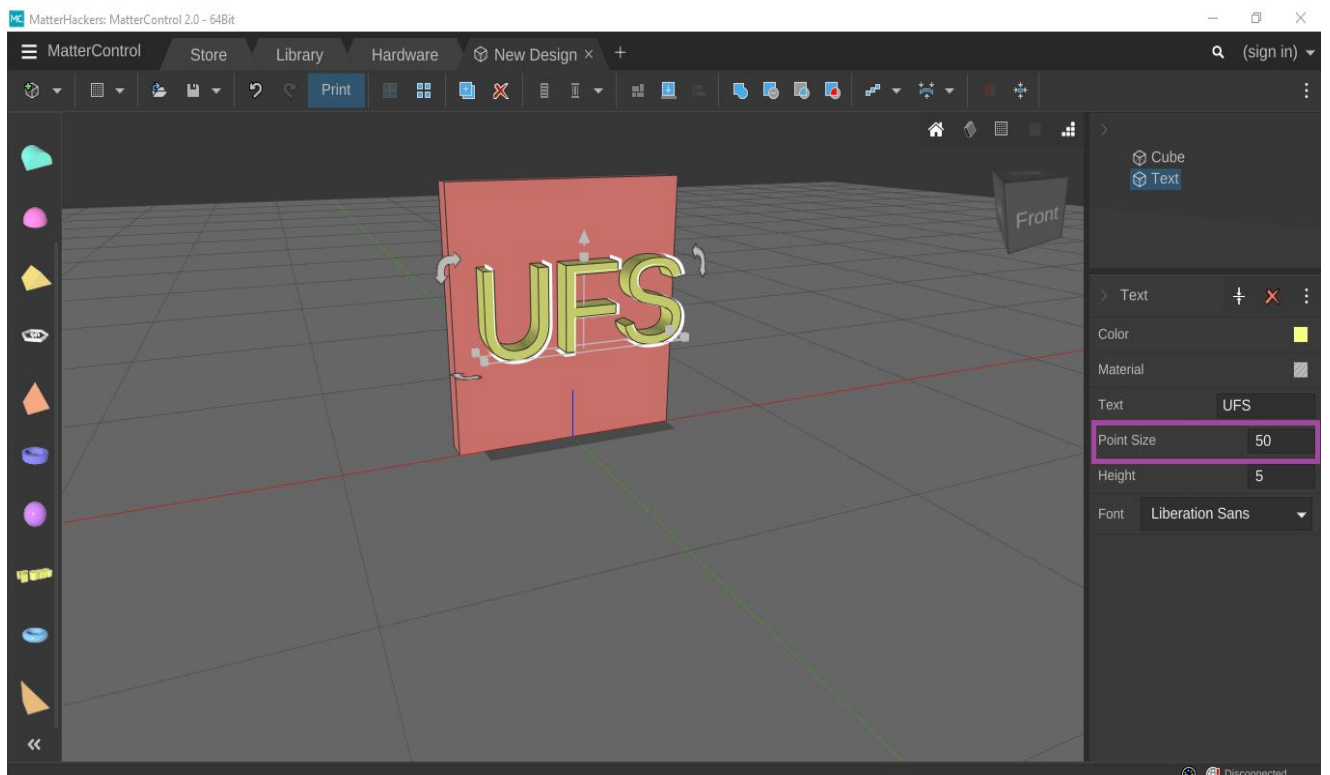 MC MatterHackers: MatterControl 2.0 - 64Bit
MatterControl Store Library Hardware New Design × + (sign in)
Print
Cube
Text
Front
UFS
Text
Color
Material
Text UFS
Point Size 50
Height 5
Font Liberation Sans
Disconnected